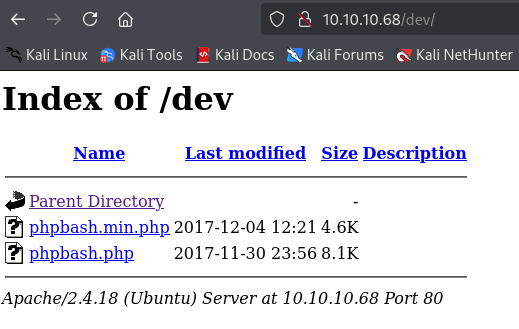 10.10.10.68/dev/
Kali Linux Kali Tools Kali Docs Kali Forums Kali NetHunter
Index of /dev
Name Last modified Size Description
Parent Directory -
phpbash.min.php 2017-12-04 12:21 4.6K
phpbash.php 2017-11-30 23:56 8.1K
Apache/2.4.18 (Ubuntu) Server at 10.10.10.68 Port 80